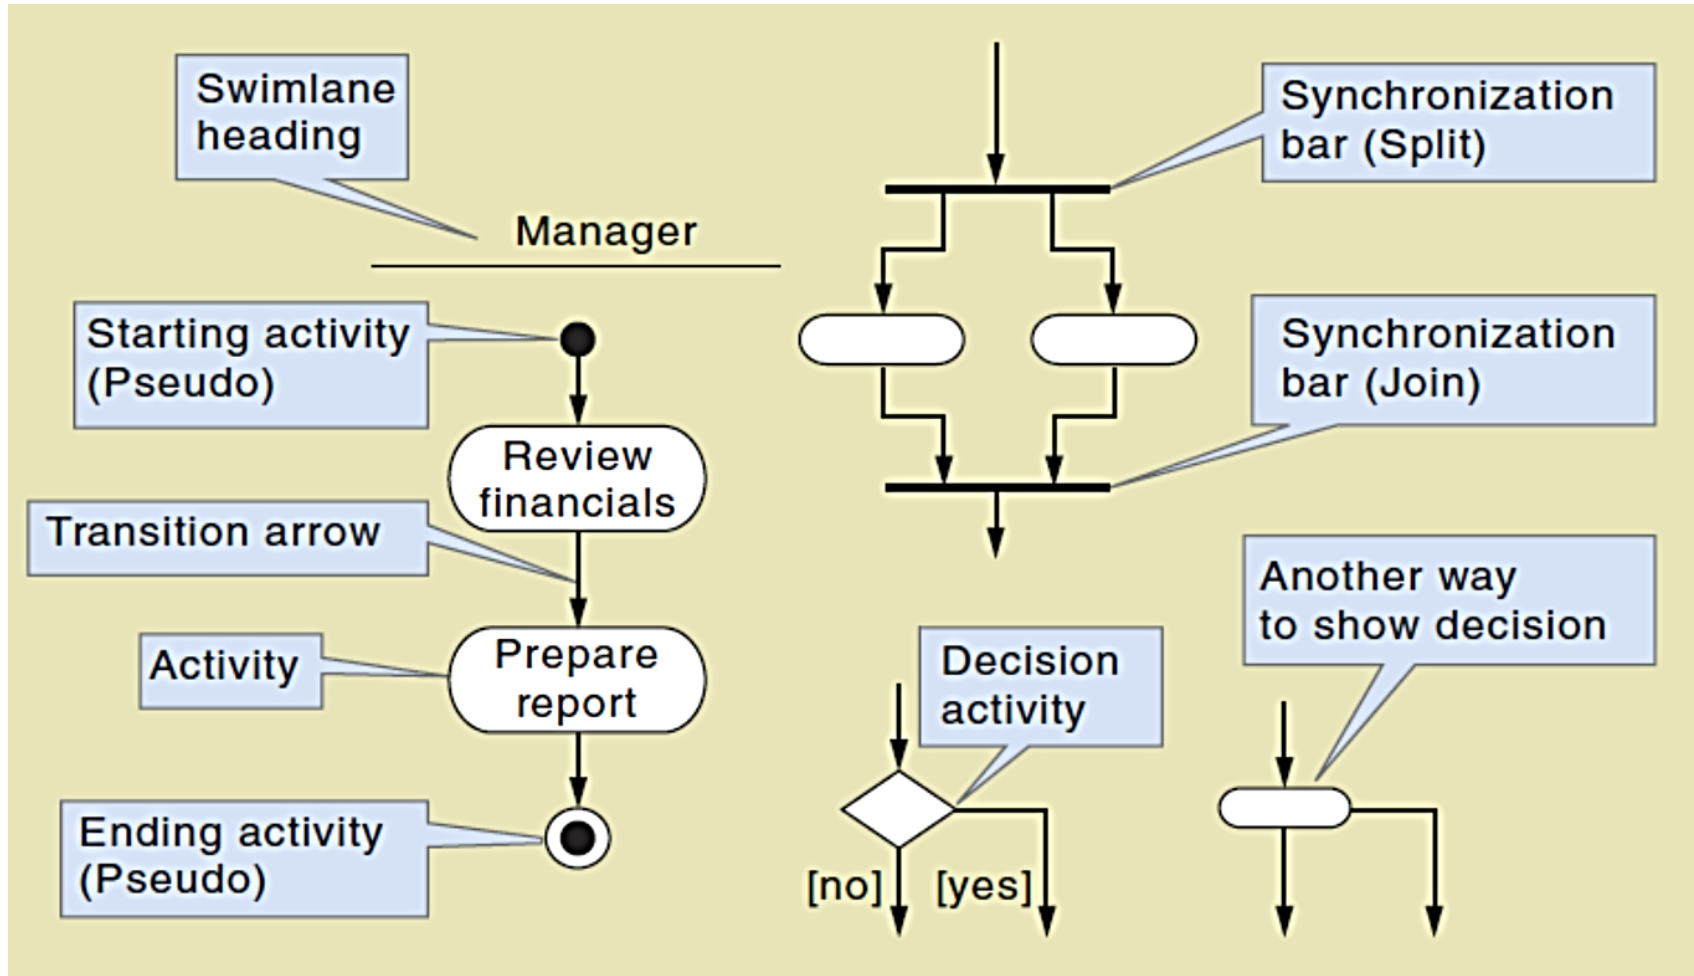 Swimlane
heading
Manager
Starting activity
(Pseudo)
Review
financials
Transition arrow
Activity
Prepare
report
Ending activity
(Pseudo)
Synchronization
bar (Split)
Synchronization
bar (Join)
Decision
activity
[no]
[yes]
Another way
to show decision